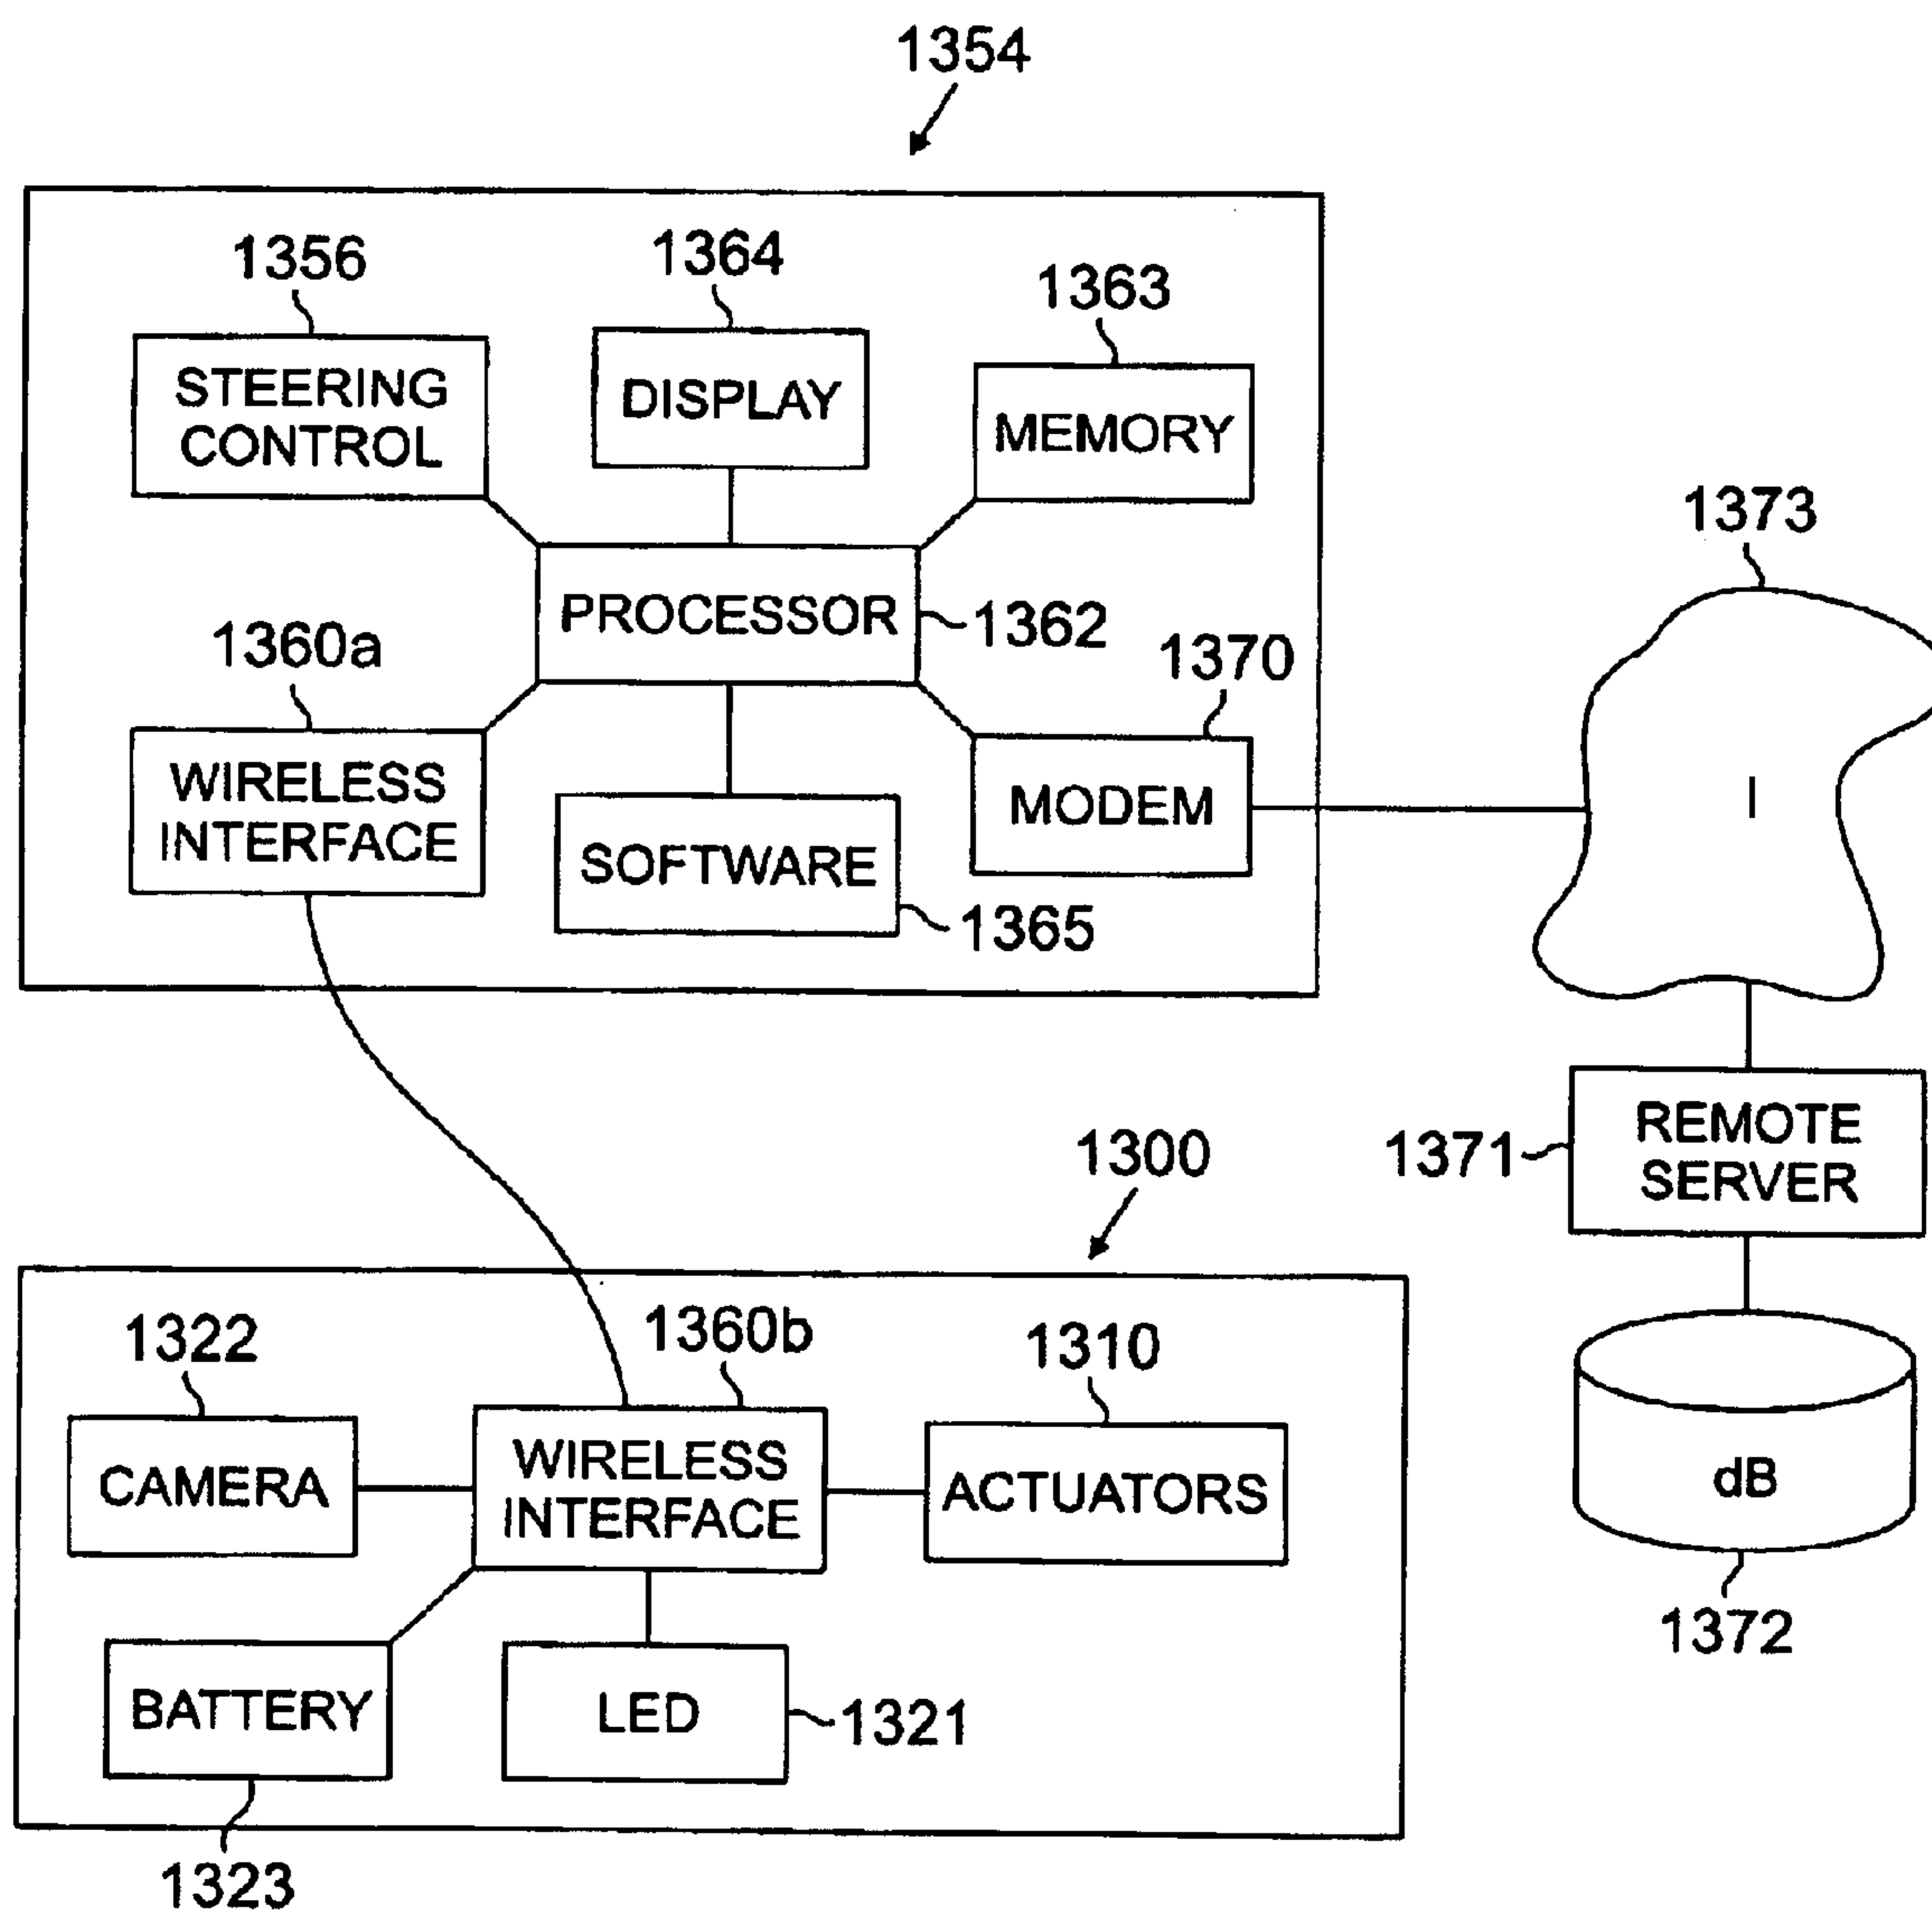 1354
1356
1364
1363
STEERING
CONTROL
DISPLAY
MEMORY
1373
PROCESSOR
1362
1360a
1370
WIRELESS
INTERFACE
MODEM
I
SOFTWARE
1365
1300
1371
REMOTE
SERVER
1322
1360b
1310
CAMERA
WIRELESS
INTERFACE
ACTUATORS
dB
1372
BATTERY
LED
1321
1323